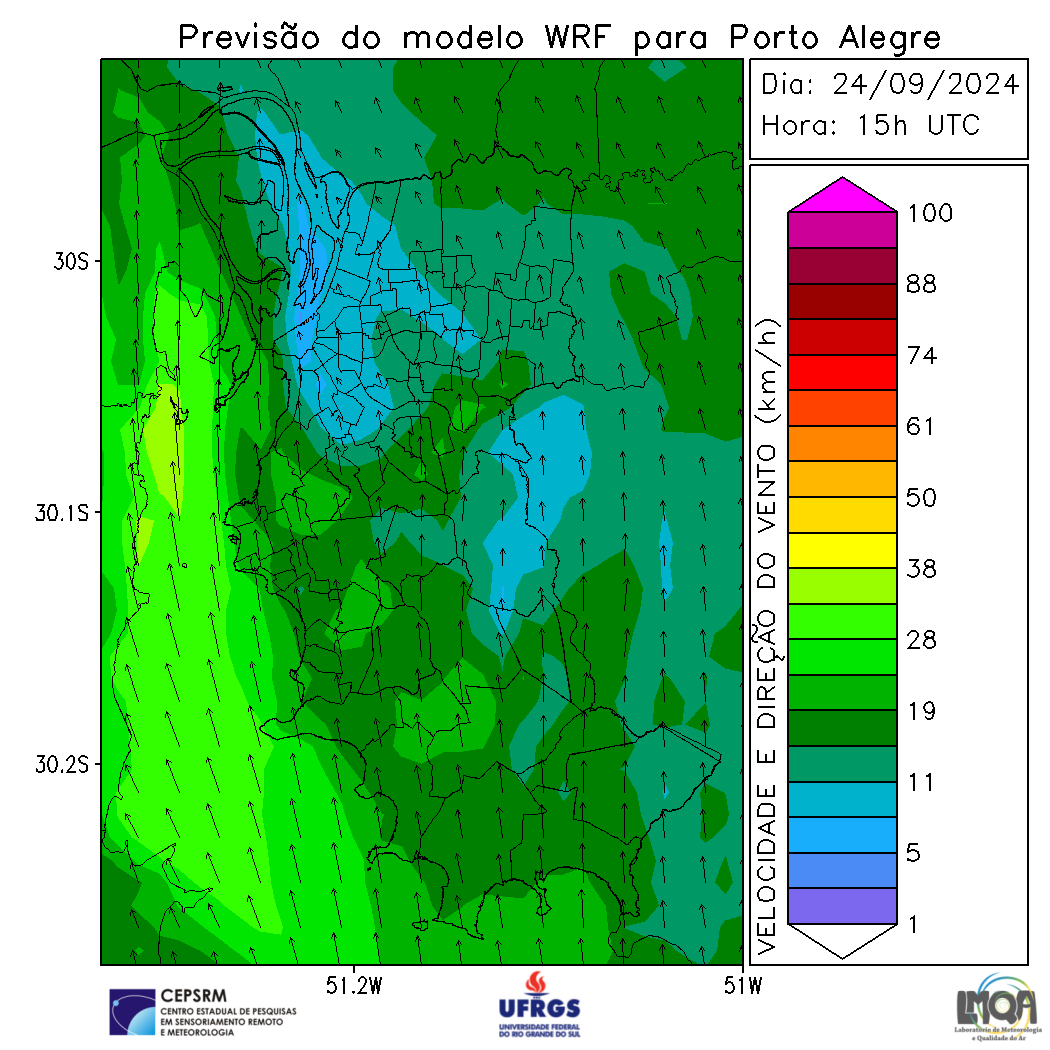 Previsão do modelo WRF para Porto Alegre
Dia: 24/09/2024
Hora: 15h UTC
30S
30.1S
30.2S
51.2W
51W
VELOCIDADE E DIREÇÃO DO VENTO (km/h)
100
88
74
61
50
38
28
19
11
5
1
CEPSRM
CENTRO ESTADUAL DE PESQUISAS
EM SENSORIAMENTO REMOTO
E METEOROLOGIA
UFRGS
UNIVERSIDADE FEDERAL
DO RIO GRANDE DO SUL
LMQA
Laboratório de Meteorologia
e Qualidade do Ar